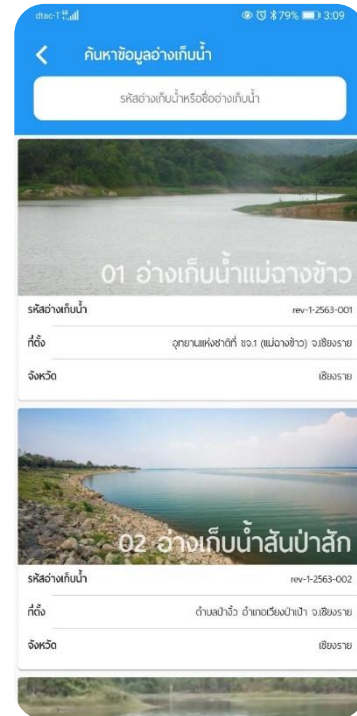 dtac-T 79% 3:09
ค้นหาข้อมูลอ่างเก็บน้ำ
รหัสอ่างเก็บน้ำหรือชื่ออ่างเก็บน้ำ
01 อ่างเก็บน้ำแม่ฉางข้าว
รหัสอ่างเก็บน้ำ rev-1-2563-001
ที่ตั้ง อุทยานแห่งชาติที่ ขจ.1 (แม่ฉางข้าว) จ.เชียงราย
จังหวัด เชียงราย
02 อ่างเก็บน้ำสันป่าสัก
รหัสอ่างเก็บน้ำ rev-1-2563-002
ที่ตั้ง ตำบลป่างิ้ว อำเภอเวียงป่าเป้า จ.เชียงราย
จังหวัด เชียงราย